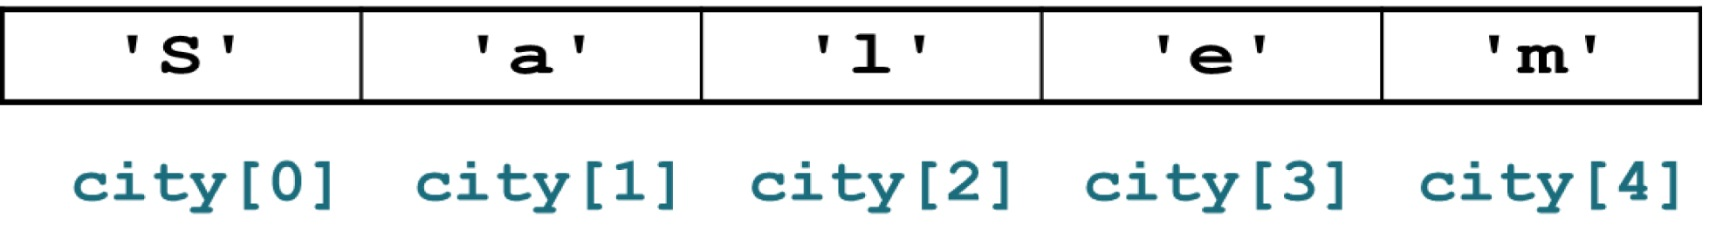 'S' 'a' 'l' 'e' 'm'
city[0] city[1] city[2] city[3] city[4]